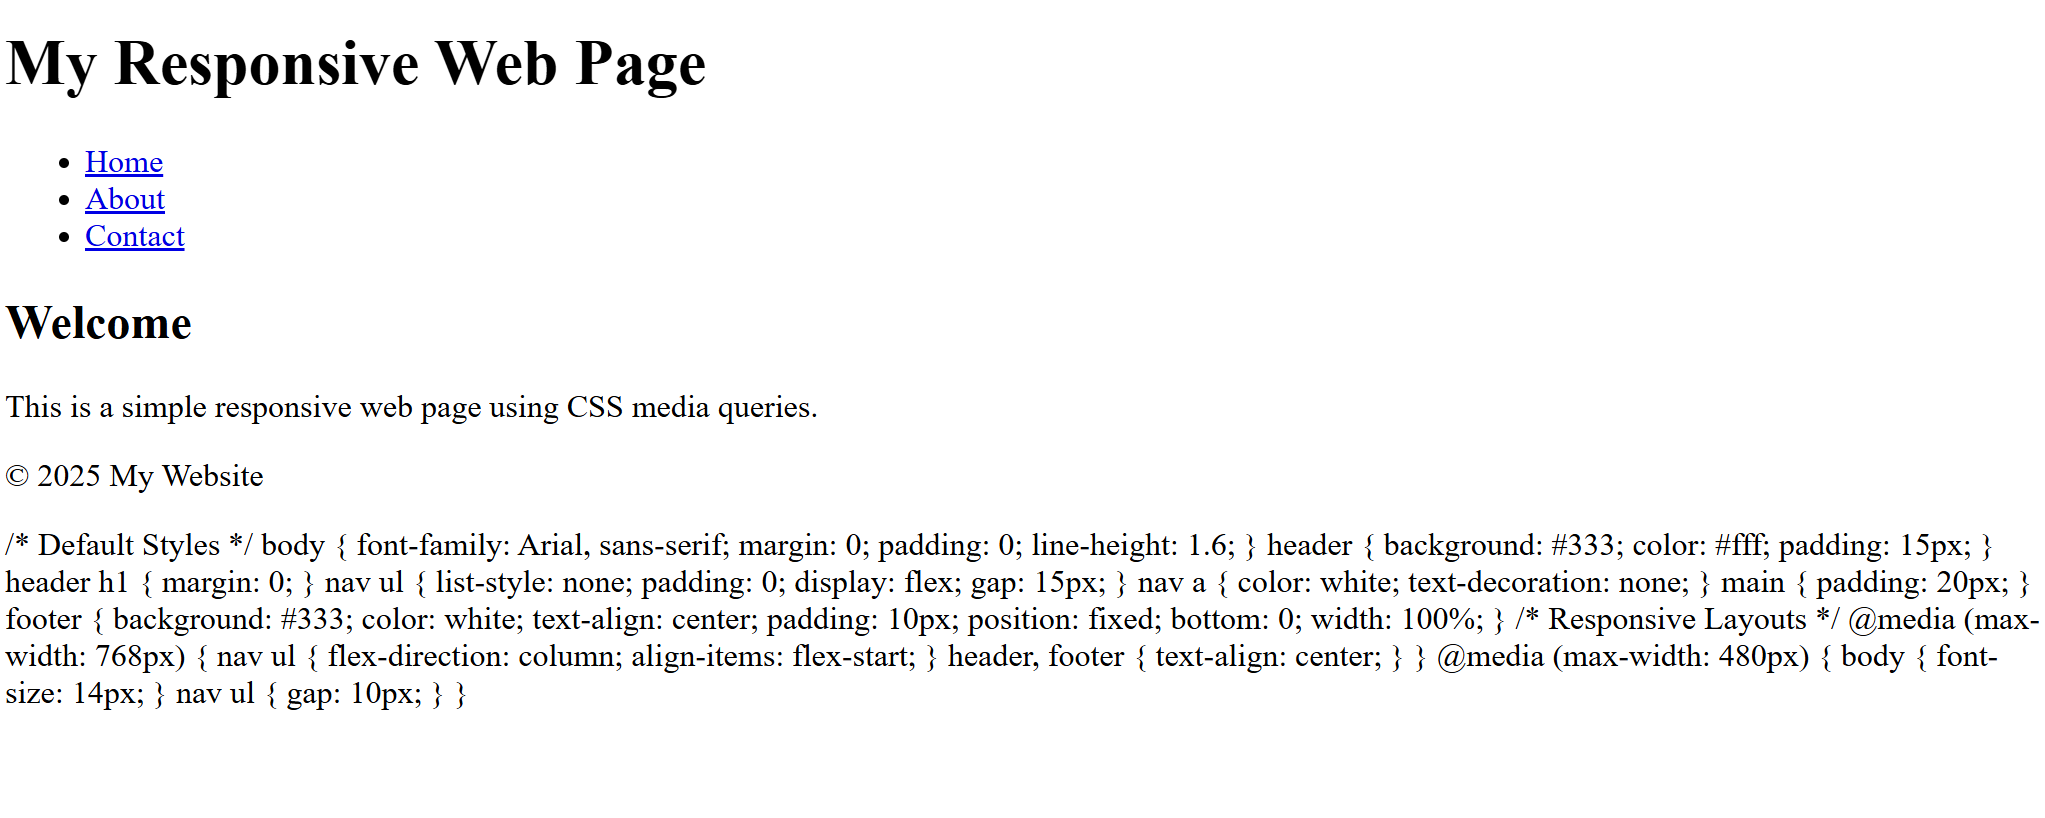 My Responsive Web Page
• Home
• About
• Contact
Welcome
This is a simple responsive web page using CSS media queries.
© 2025 My Website
/* Default Styles */ body { font-family: Arial, sans-serif; margin: 0; padding: 0; line-height: 1.6; } header { background: #333; color: #fff; padding: 15px; }
header h1 { margin: 0; } nav ul { list-style: none; padding: 0; display: flex; gap: 15px; } nav a { color: white; text-decoration: none; } main { padding: 20px; }
footer { background: #333; color: white; text-align: center; padding: 10px; position: fixed; bottom: 0; width: 100%; } /* Responsive Layouts */ @media (max-
width: 768px) { nav ul { flex-direction: column; align-items: flex-start; } header, footer { text-align: center; } } @media (max-width: 480px) { body { font-
size: 14px; } nav ul { gap: 10px; } }